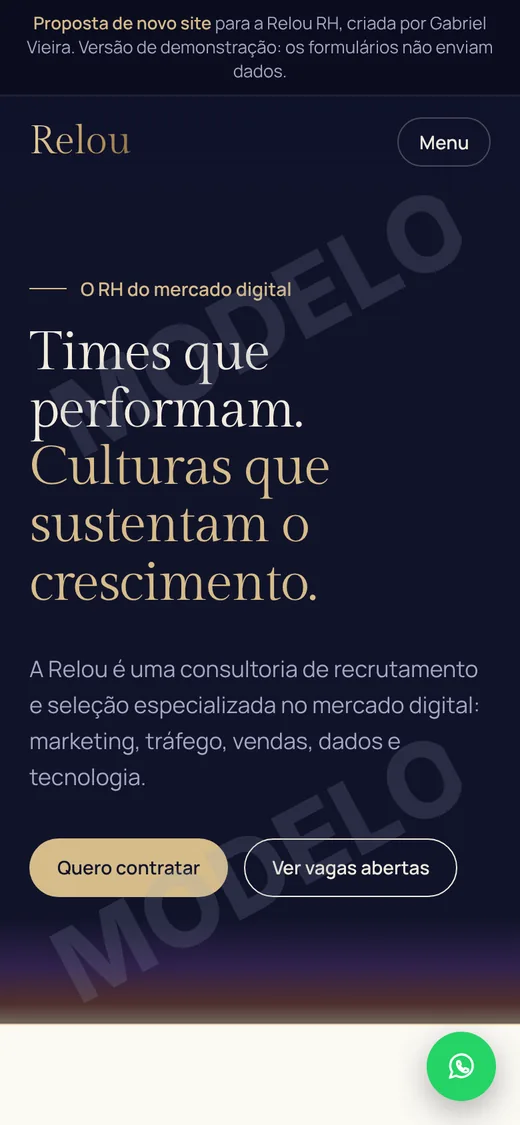 Proposta de novo site para a Relou RH, criada por Gabriel
Vieira. Versão de demonstração: os formulários não enviam
dados.
Relou
Menu
MODELO
O RH do mercado digital
Times que
performam.
Culturas que
sustentam o
crescimento.
A Relou é uma consultoria de recrutamento
e seleção especializada no mercado digital:
marketing, tráfego, vendas, dados e
tecnologia.
MODELO
Quero contratar
Ver vagas abertas